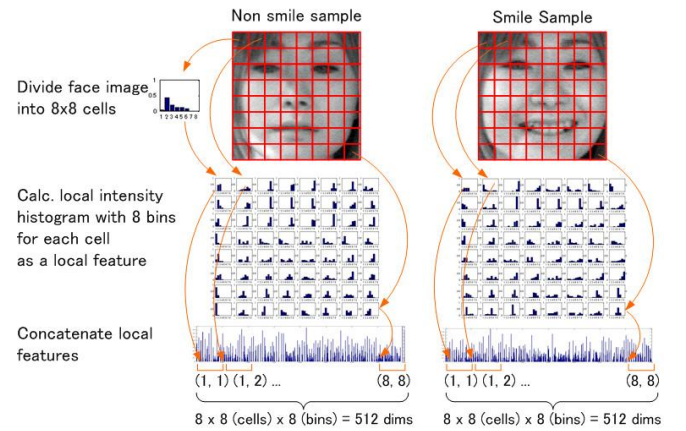 Non smile sample
Smile Sample
Divide face image
into 8x8 cells
1
0.5
0
1 2 3 4 5 6 7 8
Calc. local intensity
histogram with 8 bins
for each cell
as a local feature
Concatenate local
features
(1, 1) (1, 2) ... (8, 8)
(1, 1) (1, 2) ... (8, 8)
8 x 8 (cells) x 8 (bins) = 512 dims
8 x 8 (cells) x 8 (bins) = 512 dims